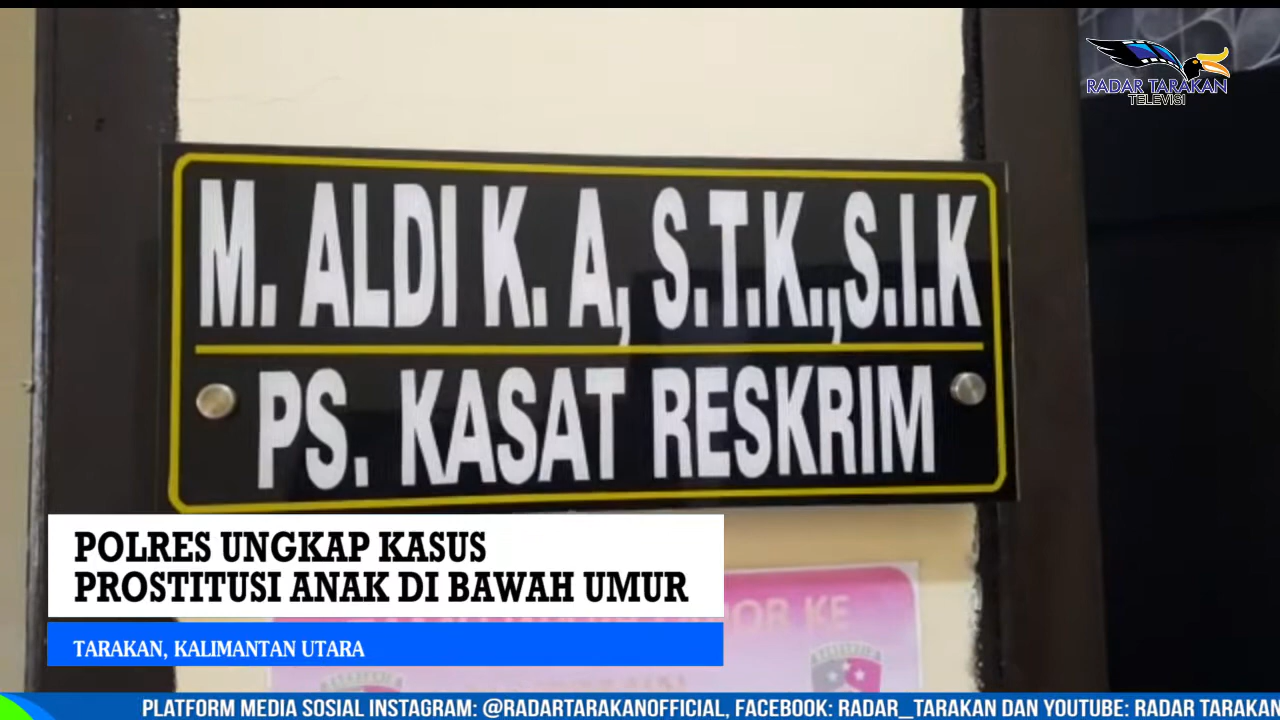 RADAR TARAKAN
TELEVISI
M. ALDI K. A, S.T.K.,S.I.K
PS. KASAT RESKRIM
POLRES UNGKAP KASUS
PROSTITUSI ANAK DI BAWAH UMUR
TARAKAN, KALIMANTAN UTARA
PLATFORM MEDIA SOSIAL INSTAGRAM: @RADARTARAKANOFFICIAL, FACEBOOK: RADAR_TARAKAN DAN YOUTUBE: RADAR TARAKAN